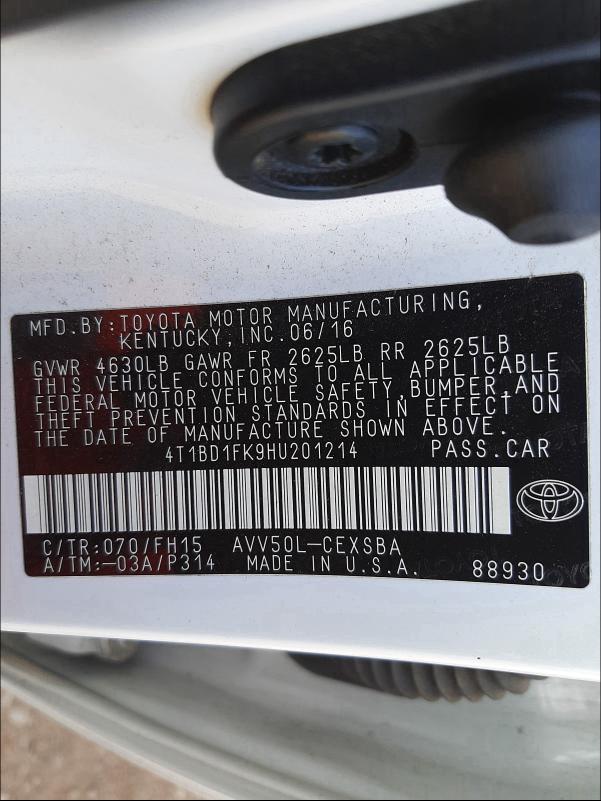 MFD.BY:TOYOTA MOTOR MANUFACTURING,
KENTUCKY,INC.06/16
GVWR 4630LB GAWR FR 2625LB RR 2625LB
THIS VEHICLE CONFORMS TO ALL APPLICABLE
FEDERAL MOTOR VEHICLE SAFETY,BUMPER,AND
THEFT PREVENTION STANDARDS IN EFFECT ON
THE DATE OF MANUFACTURE SHOWN ABOVE.
4T1BD1FK9HU201214 PASS.CAR
C/TR:070/FH15 AVV50L-CEXSBA
A/TM:-03A/P314 MADE IN U.S.A. 88930